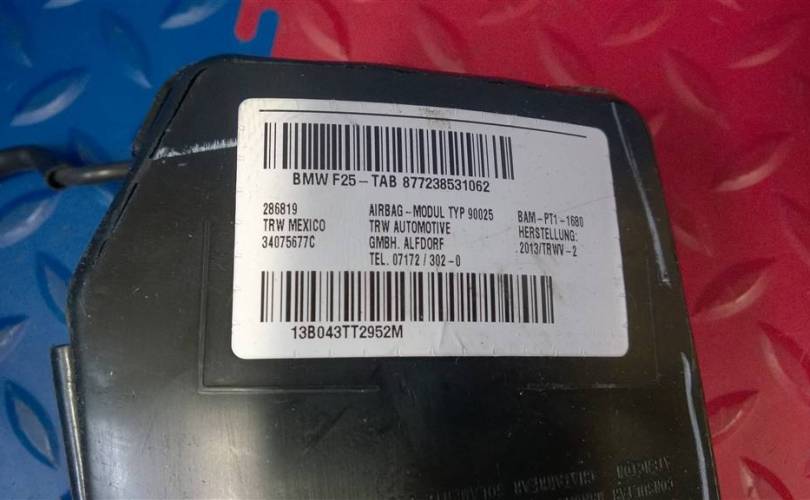 BMW F25-TAB 877238531062
286819
TRW MEXICO
34075677C
AIRBAG-MODUL TYP 90025
TRW AUTOMOTIVE
GMBH. ALFDORF
TEL. 07172/302-0
BAM-PT1-1680
HERSTELLUNG:
2013/TRWV-2
13B043TT2952M